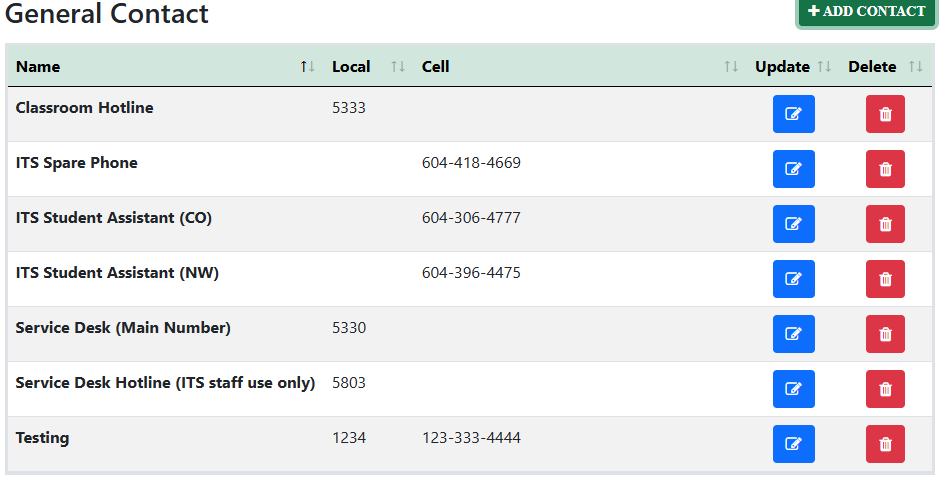 General Contact
+ ADD CONTACT
Name Local Cell Update Delete
Classroom Hotline 5333
ITS Spare Phone 604-418-4669
ITS Student Assistant (CO) 604-306-4777
ITS Student Assistant (NW) 604-396-4475
Service Desk (Main Number) 5330
Service Desk Hotline (ITS staff use only) 5803
Testing 1234 123-333-4444